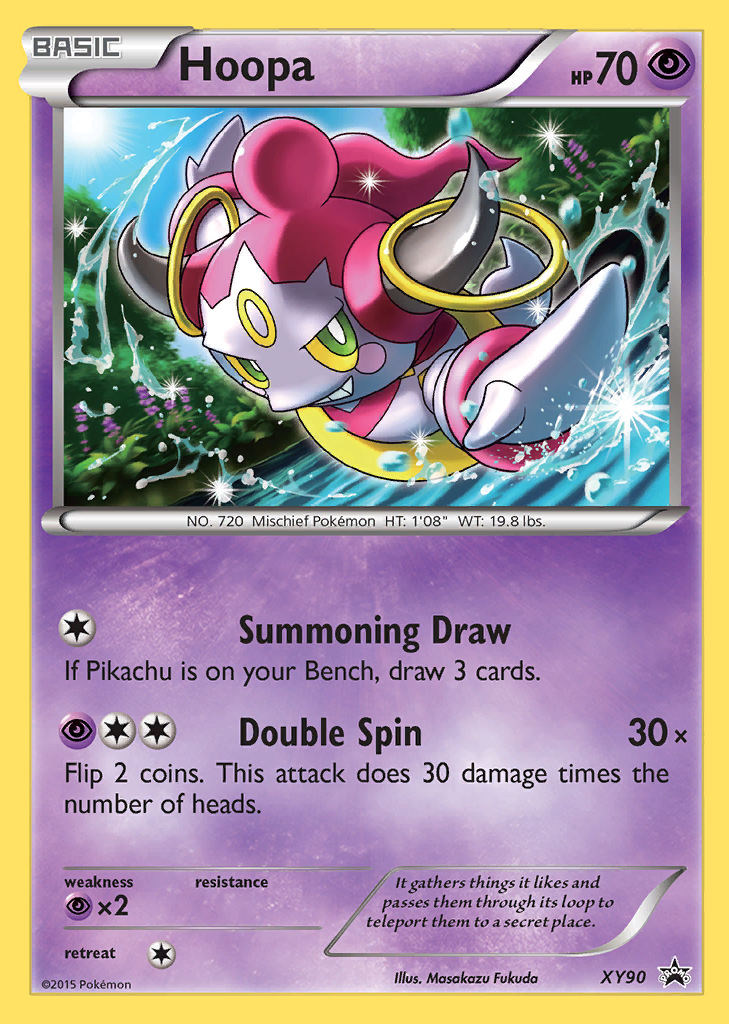 BASIC
Hoopa
HP70
NO. 720 Mischief Pokémon HT: 1'08" WT: 19.8 lbs.
Summoning Draw
If Pikachu is on your Bench, draw 3 cards.
Double Spin 30×
Flip 2 coins. This attack does 30 damage times the
number of heads.
weakness resistance
×2
It gathers things it likes and
passes them through its loop to
teleport them to a secret place.
retreat
©2015 Pokémon
Illus. Masakazu Fukuda
XY90
PROMO